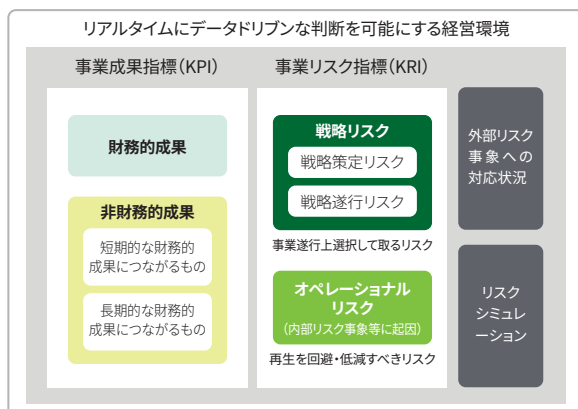 リアルタイムにデータドリブンな判断を可能にする経営環境
事業成果指標（KPI）
財務的成果
非財務的成果
短期的な財務的
成果につながるもの
長期的な財務的
成果につながるもの
事業リスク指標（KRI）
戦略リスク
戦略策定リスク
戦略遂行リスク
事業遂行上選択して取るリスク
オペレーショナル
リスク
（内部リスク事象等に起因）
再生を回避・低減すべきリスク
外部リスク
事象への
対応状況
リスク
シミュレ
ーション